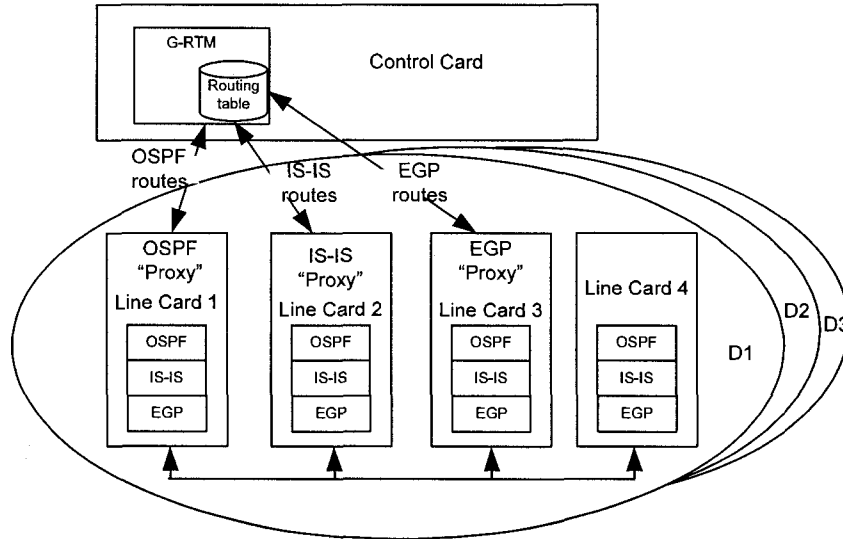 G-RTM
Routing
table
Control Card
OSPF
routes
IS-IS
routes
EGP
routes
OSPF
"Proxy"
Line Card 1
OSPF
IS-IS
EGP
IS-IS
"Proxy"
Line Card 2
OSPF
IS-IS
EGP
EGP
"Proxy"
Line Card 3
OSPF
IS-IS
EGP
Line Card 4
OSPF
IS-IS
EGP
D1
D2
D3